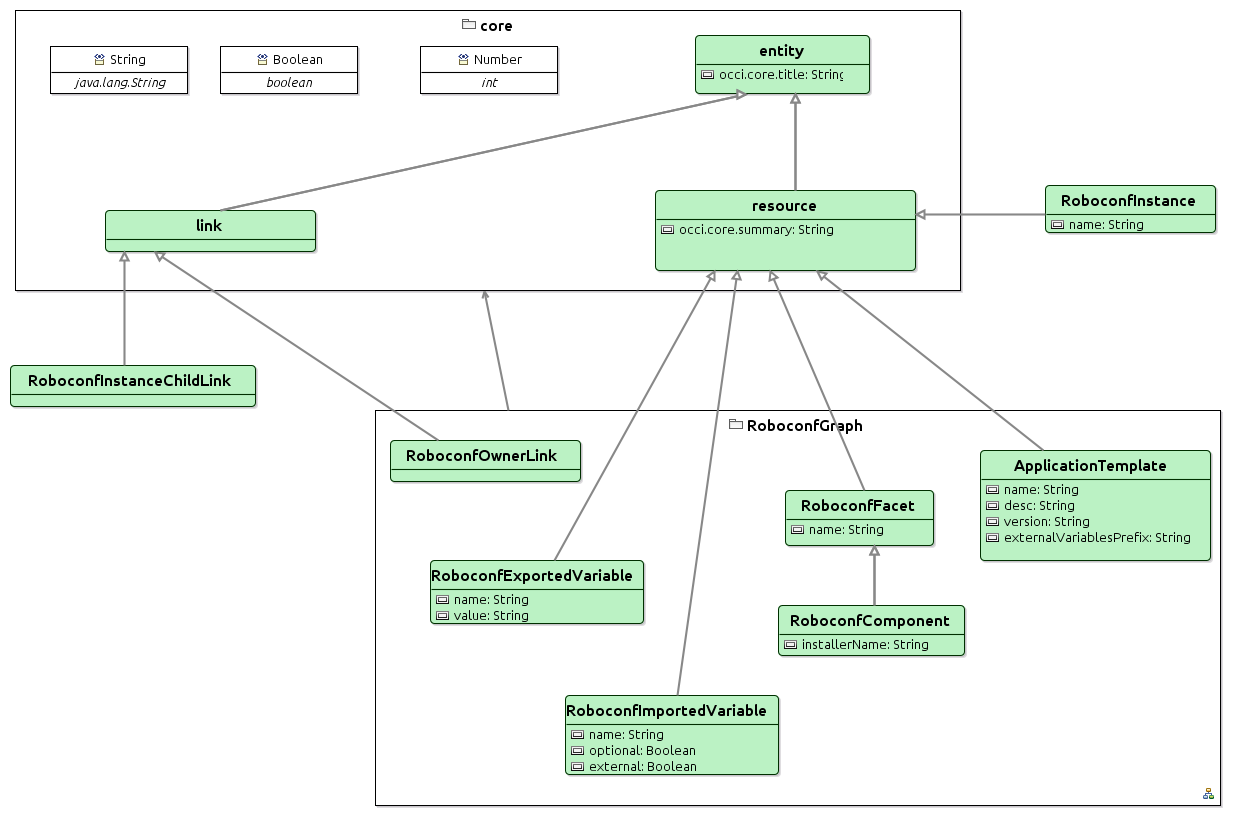 core
String
java.lang.String
Boolean
boolean
Number
int
entity
occi.core.title: String
link
resource
occi.core.summary: String
RoboconfInstance
name: String
RoboconfInstanceChildLink
RoboconfGraph
RoboconfOwnerLink
ApplicationTemplate
name: String
desc: String
version: String
externalVariablesPrefix: String
RoboconfFacet
name: String
RoboconfExportedVariable
name: String
value: String
RoboconfComponent
installerName: String
RoboconfImportedVariable
name: String
optional: Boolean
external: Boolean